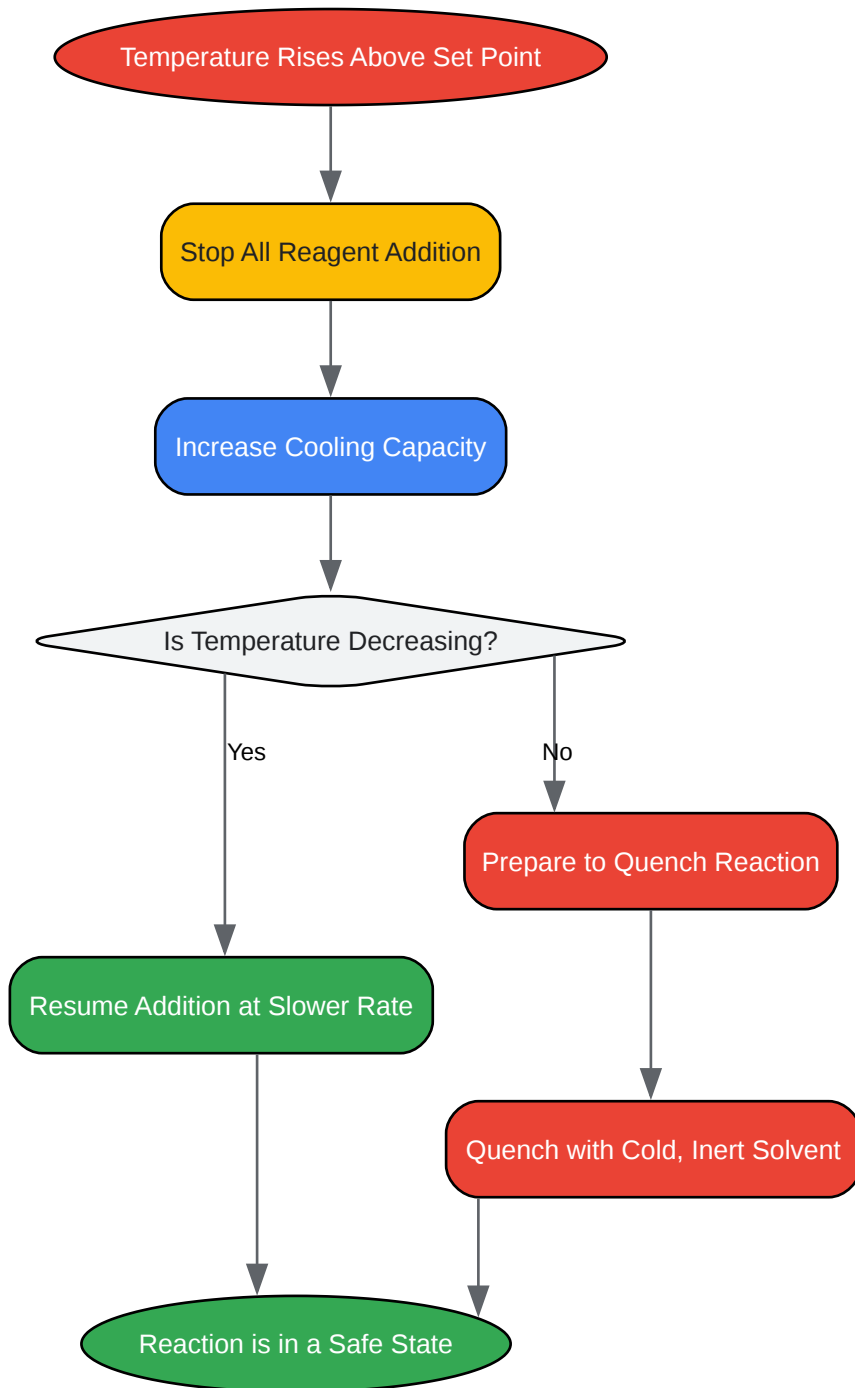 Temperature Rises Above Set Point
Stop All Reagent Addition
Increase Cooling Capacity
Is Temperature Decreasing?
Yes
No
Prepare to Quench Reaction
Resume Addition at Slower Rate
Quench with Cold, Inert Solvent
Reaction is in a Safe State